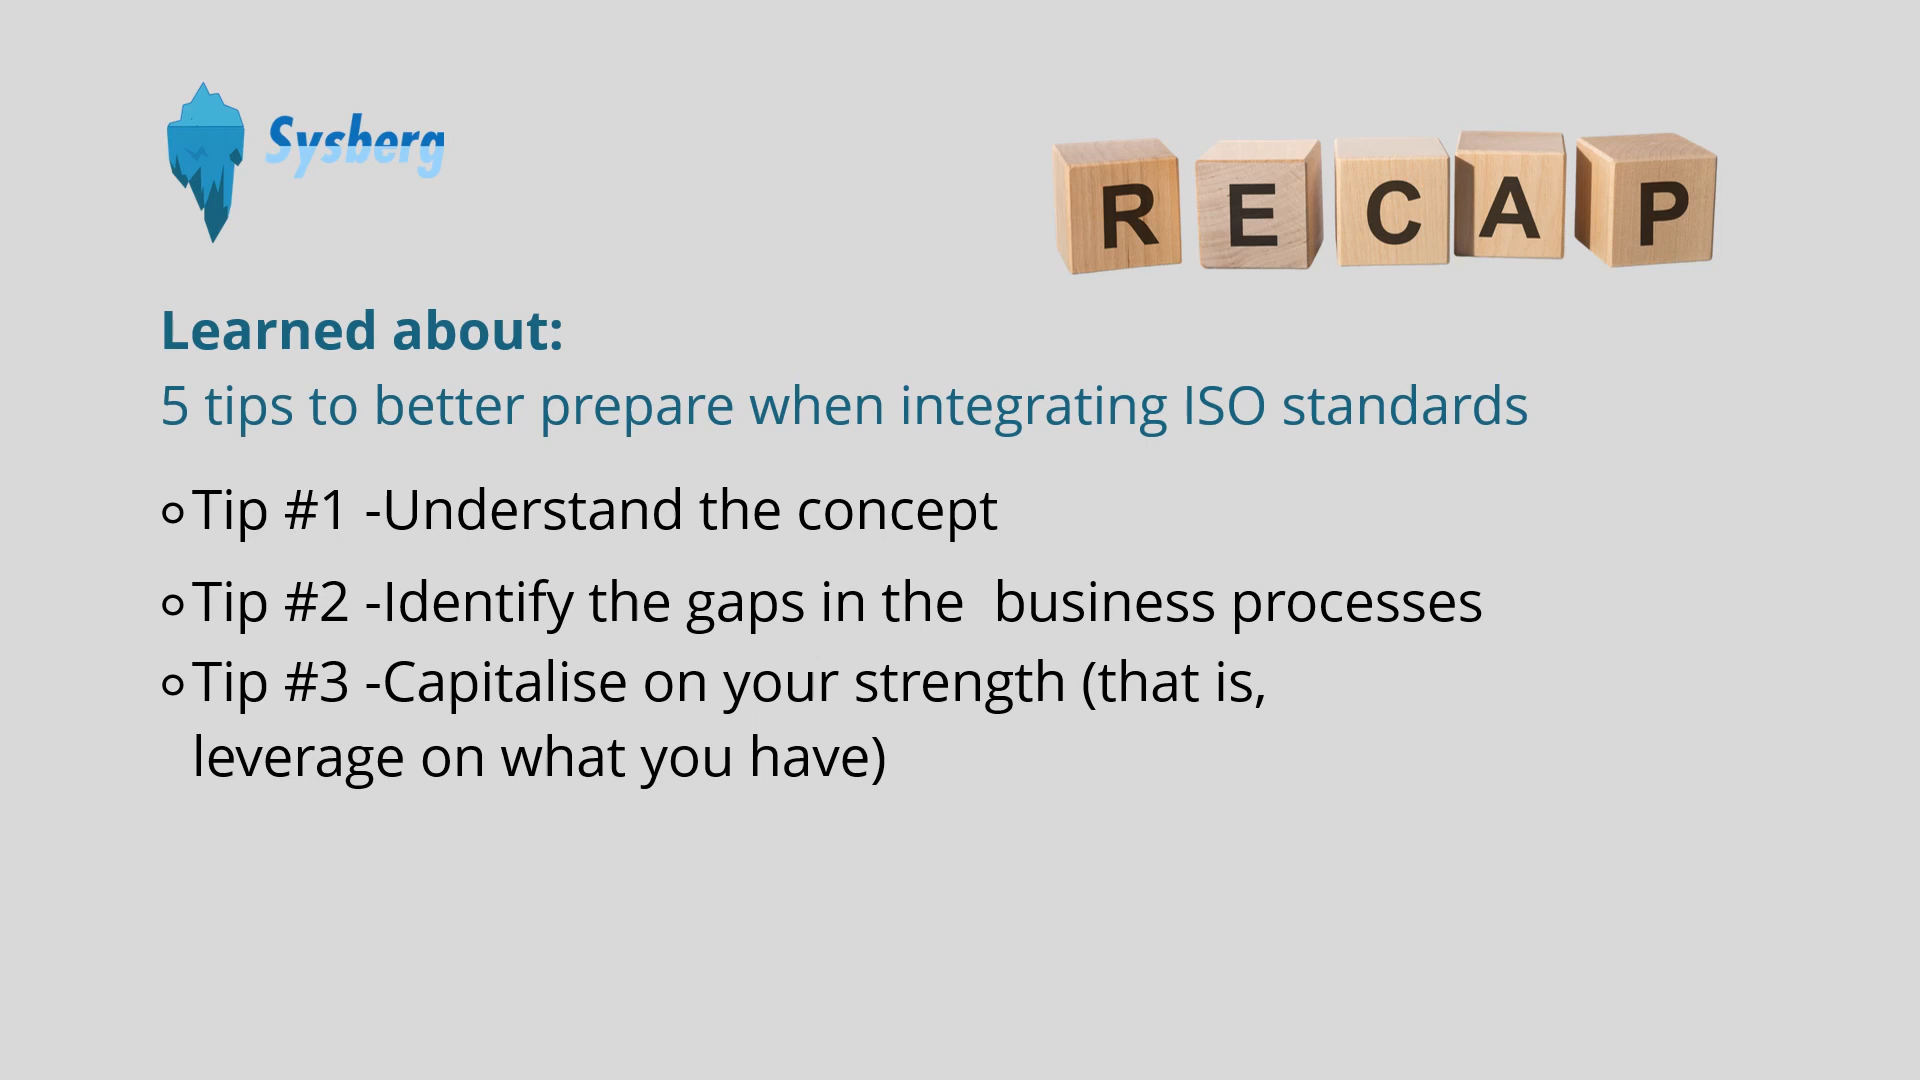 Sysberg
RECAP
Learned about:
5 tips to better prepare when integrating ISO standards
Tip #1 -Understand the concept
Tip #2 -Identify the gaps in the  business processes
Tip #3 -Capitalise on your strength (that is,
leverage on what you have)